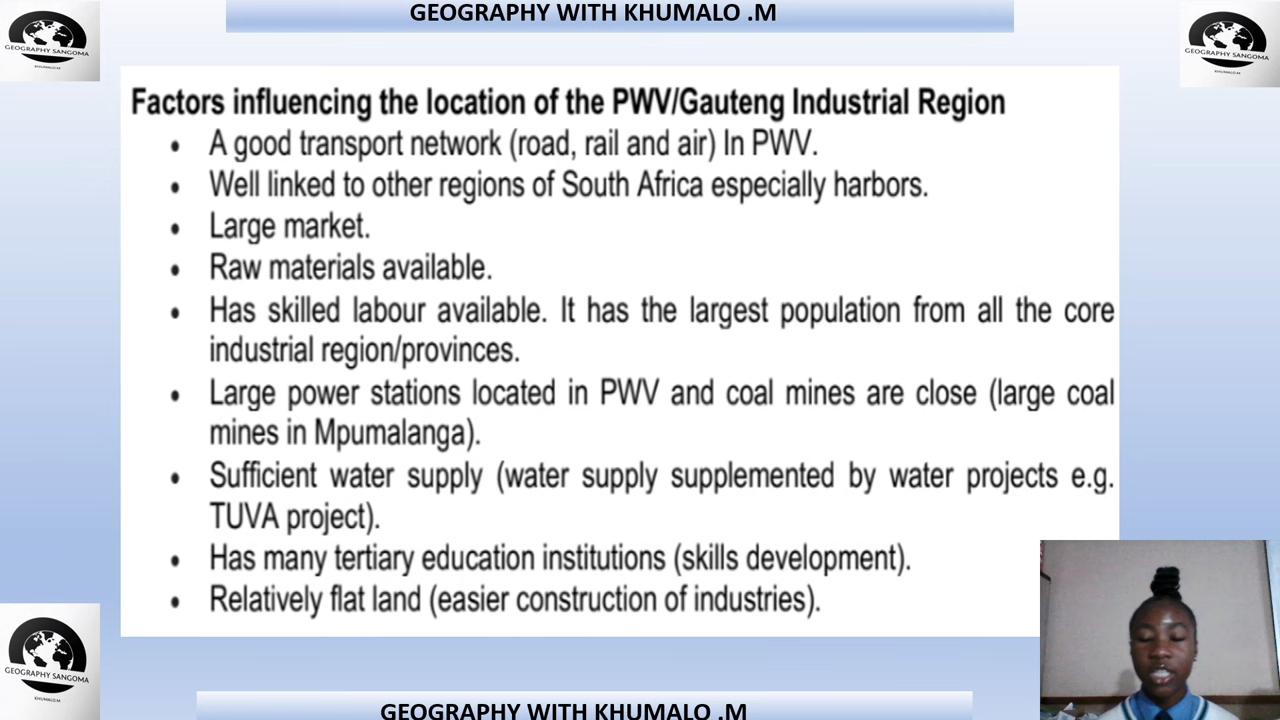 GEOGRAPHY WITH KHUMALO .M
GEOGRAPHY SANGOMA
KHUMALO.M
GEOGRAPHY SANGOMA
KHUMALO.M
Factors influencing the location of the PWV/Gauteng Industrial Region
• A good transport network (road, rail and air) In PWV.
• Well linked to other regions of South Africa especially harbors.
• Large market.
• Raw materials available.
• Has skilled labour available. It has the largest population from all the core
industrial region/provinces.
• Large power stations located in PWV and coal mines are close (large coal
mines in Mpumalanga).
• Sufficient water supply (water supply supplemented by water projects e.g.
TUVA project).
• Has many tertiary education institutions (skills development).
• Relatively flat land (easier construction of industries).
GEOGRAPHY SANGOMA
KHUMALO.M
GEOGRAPHY WITH KHUMALO .M